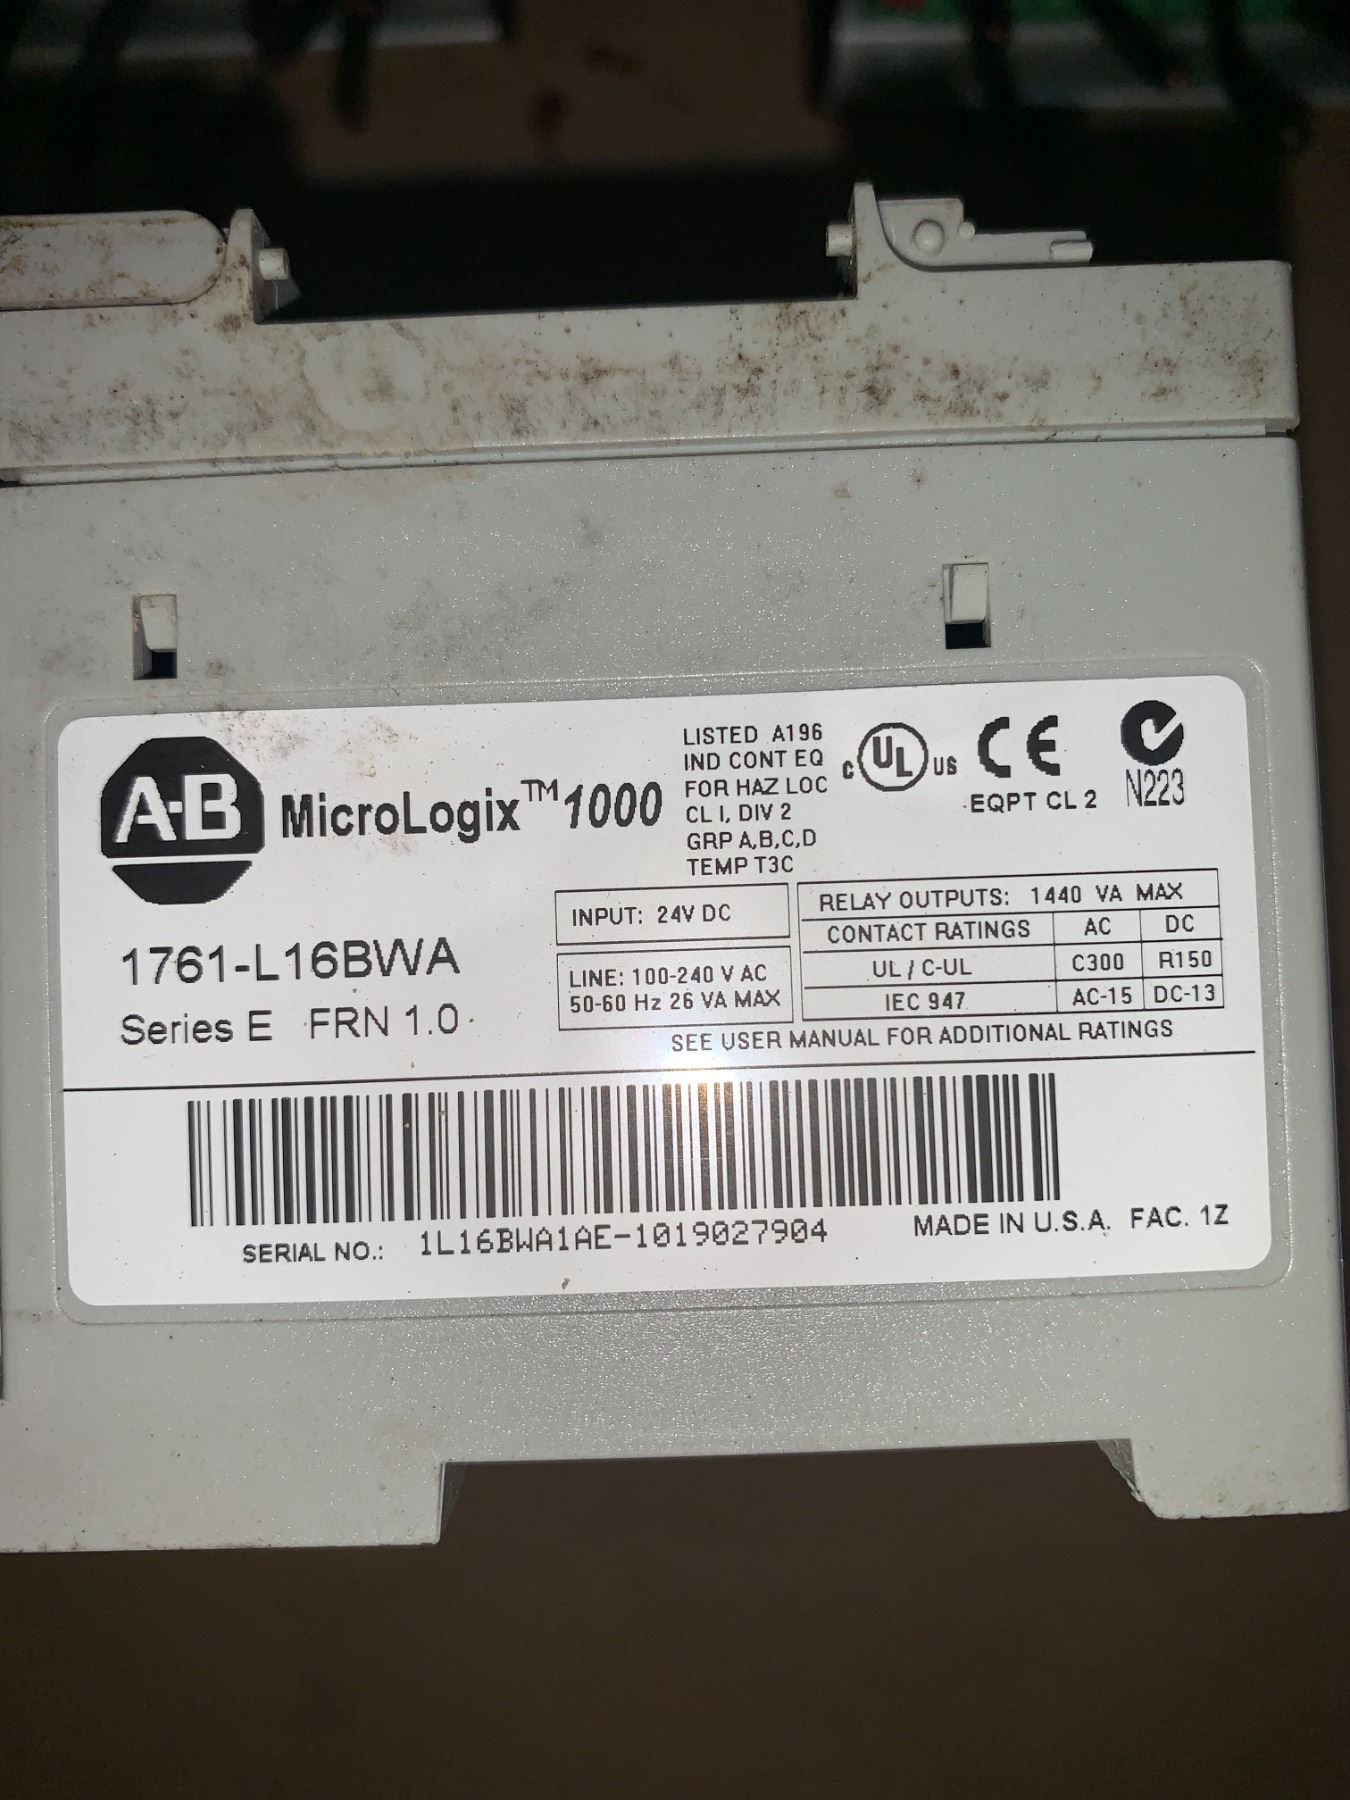 A-B
MicroLogix™ 1000
LISTED A196
IND CONT EQ
FOR HAZ LOC
CL I, DIV 2
GRP A,B,C,D
TEMP T3C
C UL US CE
EQPT CL 2
N223
1761-L16BWA
Series E FRN 1.0
INPUT: 24V DC
LINE: 100-240 V AC
50-60 Hz 26 VA MAX
RELAY OUTPUTS: 1440 VA MAX
CONTACT RATINGS AC DC
UL / C-UL C300 R150
IEC 947 AC-15 DC-13
SEE USER MANUAL FOR ADDITIONAL RATINGS
SERIAL NO.: 1L16BWA1AE-1019027904
MADE IN U.S.A. FAC. 1Z